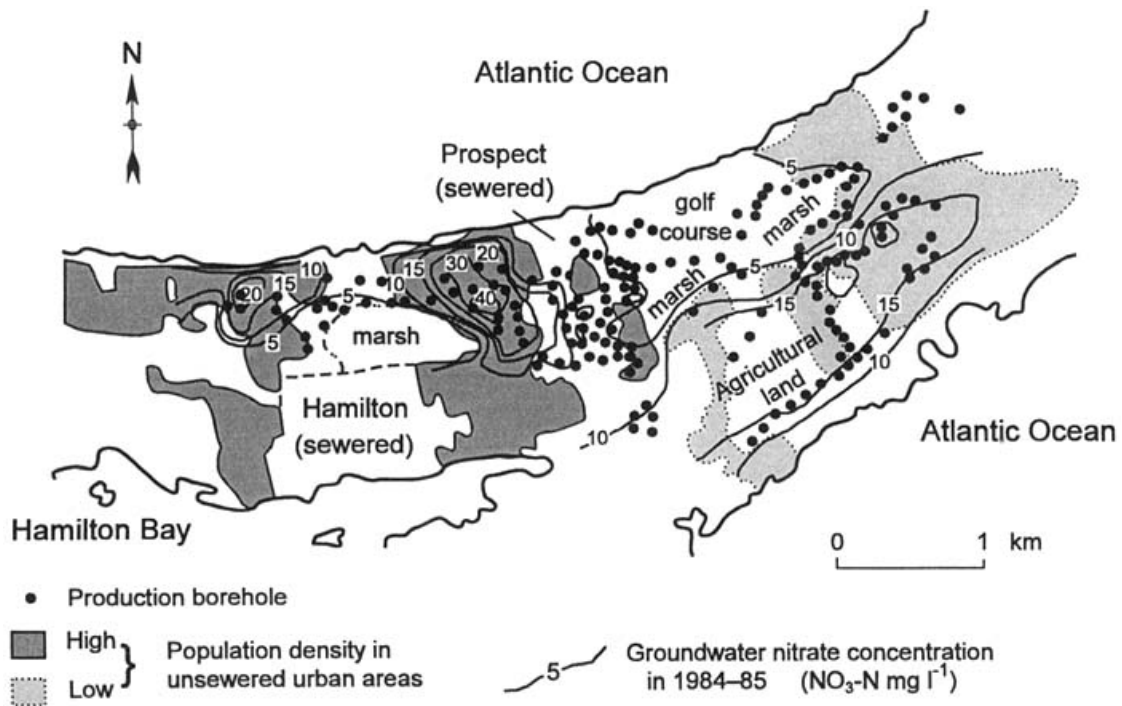 N
Atlantic Ocean
Prospect
(sewered)
golf
course
marsh
5
10
15
20
30
40
10
15
20
5
10
5
marsh
marsh
5
10
15
15
10
10
Agricultural
land
Hamilton
(sewered)
Atlantic Ocean
Hamilton Bay
0 1 km
Production borehole
High
Low
Population density in
unsewered urban areas
5
Groundwater nitrate concentration
in 1984–85 (NO₃-N mg l⁻¹)